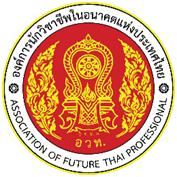 องค์การนักวิชาชีพในอนาคตแห่งประเทศไทย
อวท.
ASSOCIATION OF FUTURE THAI PROFESSIONAL